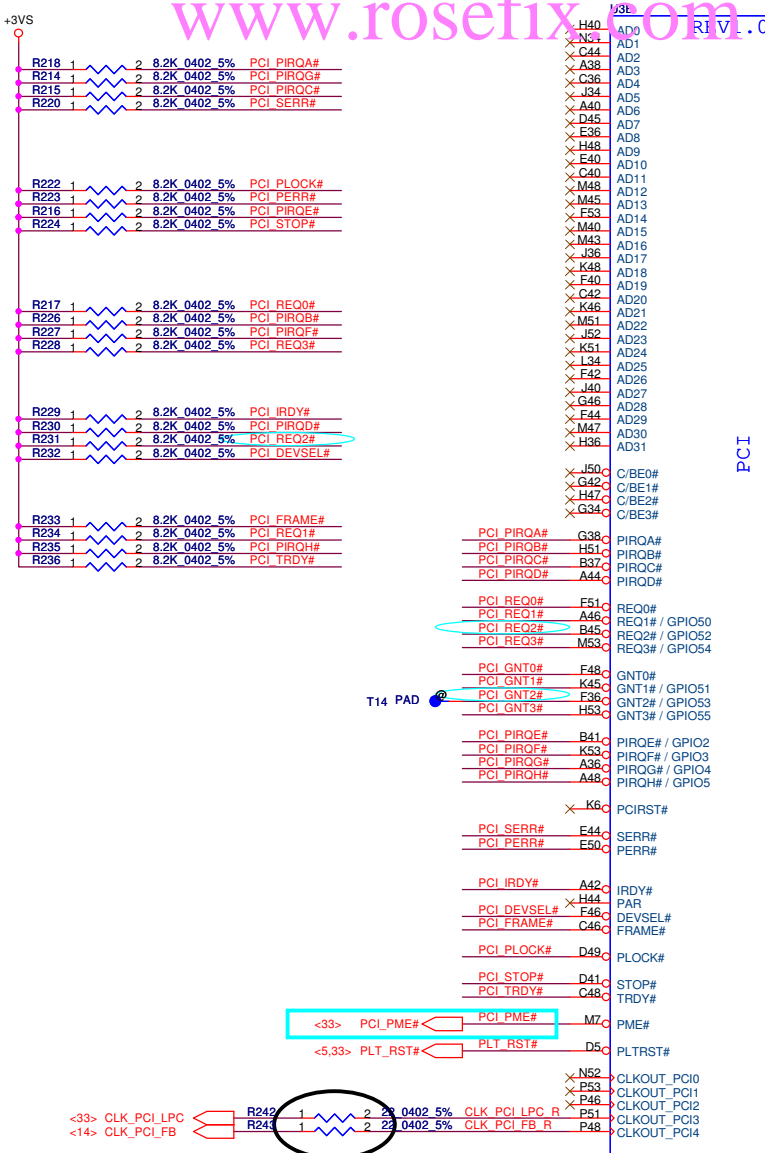 www.rosefix.com
+3VS
R218 1 2 8.2K_0402_5% PCI_PIRQA#
R214 1 2 8.2K_0402_5% PCI_PIRQG#
R215 1 2 8.2K_0402_5% PCI_PIRQC#
R220 1 2 8.2K_0402_5% PCI_SERR#
R222 1 2 8.2K_0402_5% PCI_PLOCK#
R223 1 2 8.2K_0402_5% PCI_PERR#
R216 1 2 8.2K_0402_5% PCI_PIRQE#
R224 1 2 8.2K_0402_5% PCI_STOP#
R217 1 2 8.2K_0402_5% PCI_REQ0#
R226 1 2 8.2K_0402_5% PCI_PIRQB#
R227 1 2 8.2K_0402_5% PCI_PIRQF#
R228 1 2 8.2K_0402_5% PCI_REQ3#
R229 1 2 8.2K_0402_5% PCI_IRDY#
R230 1 2 8.2K_0402_5% PCI_PIRQD#
R231 1 2 8.2K_0402_5% PCI_REQ2#
R232 1 2 8.2K_0402_5% PCI_DEVSEL#
R233 1 2 8.2K_0402_5% PCI_FRAME#
R234 1 2 8.2K_0402_5% PCI_REQ1#
R235 1 2 8.2K_0402_5% PCI_PIRQH#
R236 1 2 8.2K_0402_5% PCI_TRDY#
U3E
REV1.0
H40 AD0
N34 AD1
C44 AD2
A38 AD3
C36 AD4
J34 AD5
A40 AD6
D45 AD7
E36 AD8
H48 AD9
E40 AD10
C40 AD11
M48 AD12
M45 AD13
F53 AD14
M40 AD15
M43 AD16
J36 AD17
K48 AD18
F40 AD19
C42 AD20
K46 AD21
M51 AD22
J52 AD23
K51 AD24
L34 AD25
F42 AD26
J40 AD27
G46 AD28
F44 AD29
M47 AD30
H36 AD31
PCI
J50 C/BE0#
G42 C/BE1#
H47 C/BE2#
G34 C/BE3#
PCI_PIRQA# G38 PIRQA#
PCI_PIRQB# H51 PIRQB#
PCI_PIRQC# B37 PIRQC#
PCI_PIRQD# A44 PIRQD#
PCI_REQ0# F51 REQ0#
PCI_REQ1# A46 REQ1# / GPIO50
PCI_REQ2# B45 REQ2# / GPIO52
PCI_REQ3# M53 REQ3# / GPIO54
PCI_GNT0# F48 GNT0#
PCI_GNT1# K45 GNT1# / GPIO51
T14 PAD @ PCI_GNT2# F36 GNT2# / GPIO53
PCI_GNT3# H53 GNT3# / GPIO55
PCI_PIRQE# B41 PIRQE# / GPIO2
PCI_PIRQF# K53 PIRQF# / GPIO3
PCI_PIRQG# A36 PIRQG# / GPIO4
PCI_PIRQH# A48 PIRQH# / GPIO5
K6 PCIRST#
PCI_SERR# E44 SERR#
PCI_PERR# E50 PERR#
PCI_IRDY# A42 IRDY#
H44 PAR
PCI_DEVSEL# F46 DEVSEL#
PCI_FRAME# C46 FRAME#
PCI_PLOCK# D49 PLOCK#
PCI_STOP# D41 STOP#
PCI_TRDY# C48 TRDY#
<33> PCI_PME# PCI_PME# M7 PME#
<5,33> PLT_RST# PLT_RST# D5 PLTRST#
N52 CLKOUT_PCI0
P53 CLKOUT_PCI1
P46 CLKOUT_PCI2
<33> CLK_PCI_LPC R242 1 2 22_0402_5% CLK_PCI_LPC_R P51 CLKOUT_PCI3
<14> CLK_PCI_FB R243 1 2 22_0402_5% CLK_PCI_FB_R P48 CLKOUT_PCI4